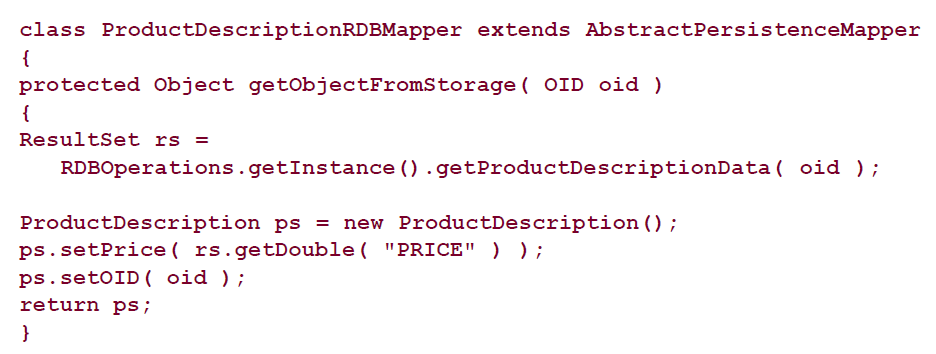 class ProductDescriptionRDBMapper extends AbstractPersistenceMapper
{
protected Object getObjectFromStorage( OID oid )
{
ResultSet rs =
   RDBOperations.getInstance().getProductDescriptionData( oid );

ProductDescription ps = new ProductDescription();
ps.setPrice( rs.getDouble( "PRICE" ) );
ps.setOID( oid );
return ps;
}